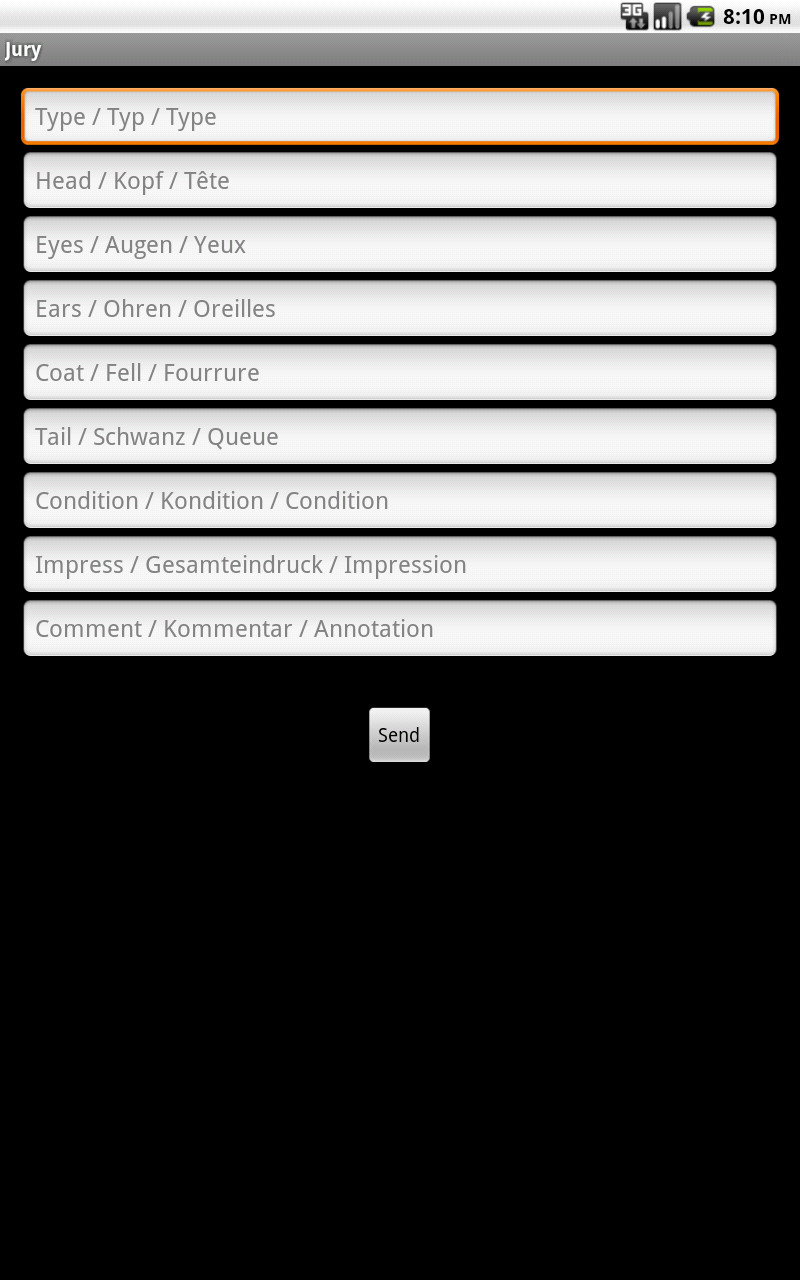 3G 8:10 PM
Jury
Type / Typ / Type
Head / Kopf / Tête
Eyes / Augen / Yeux
Ears / Ohren / Oreilles
Coat / Fell / Fourrure
Tail / Schwanz / Queue
Condition / Kondition / Condition
Impress / Gesamteindruck / Impression
Comment / Kommentar / Annotation
Send